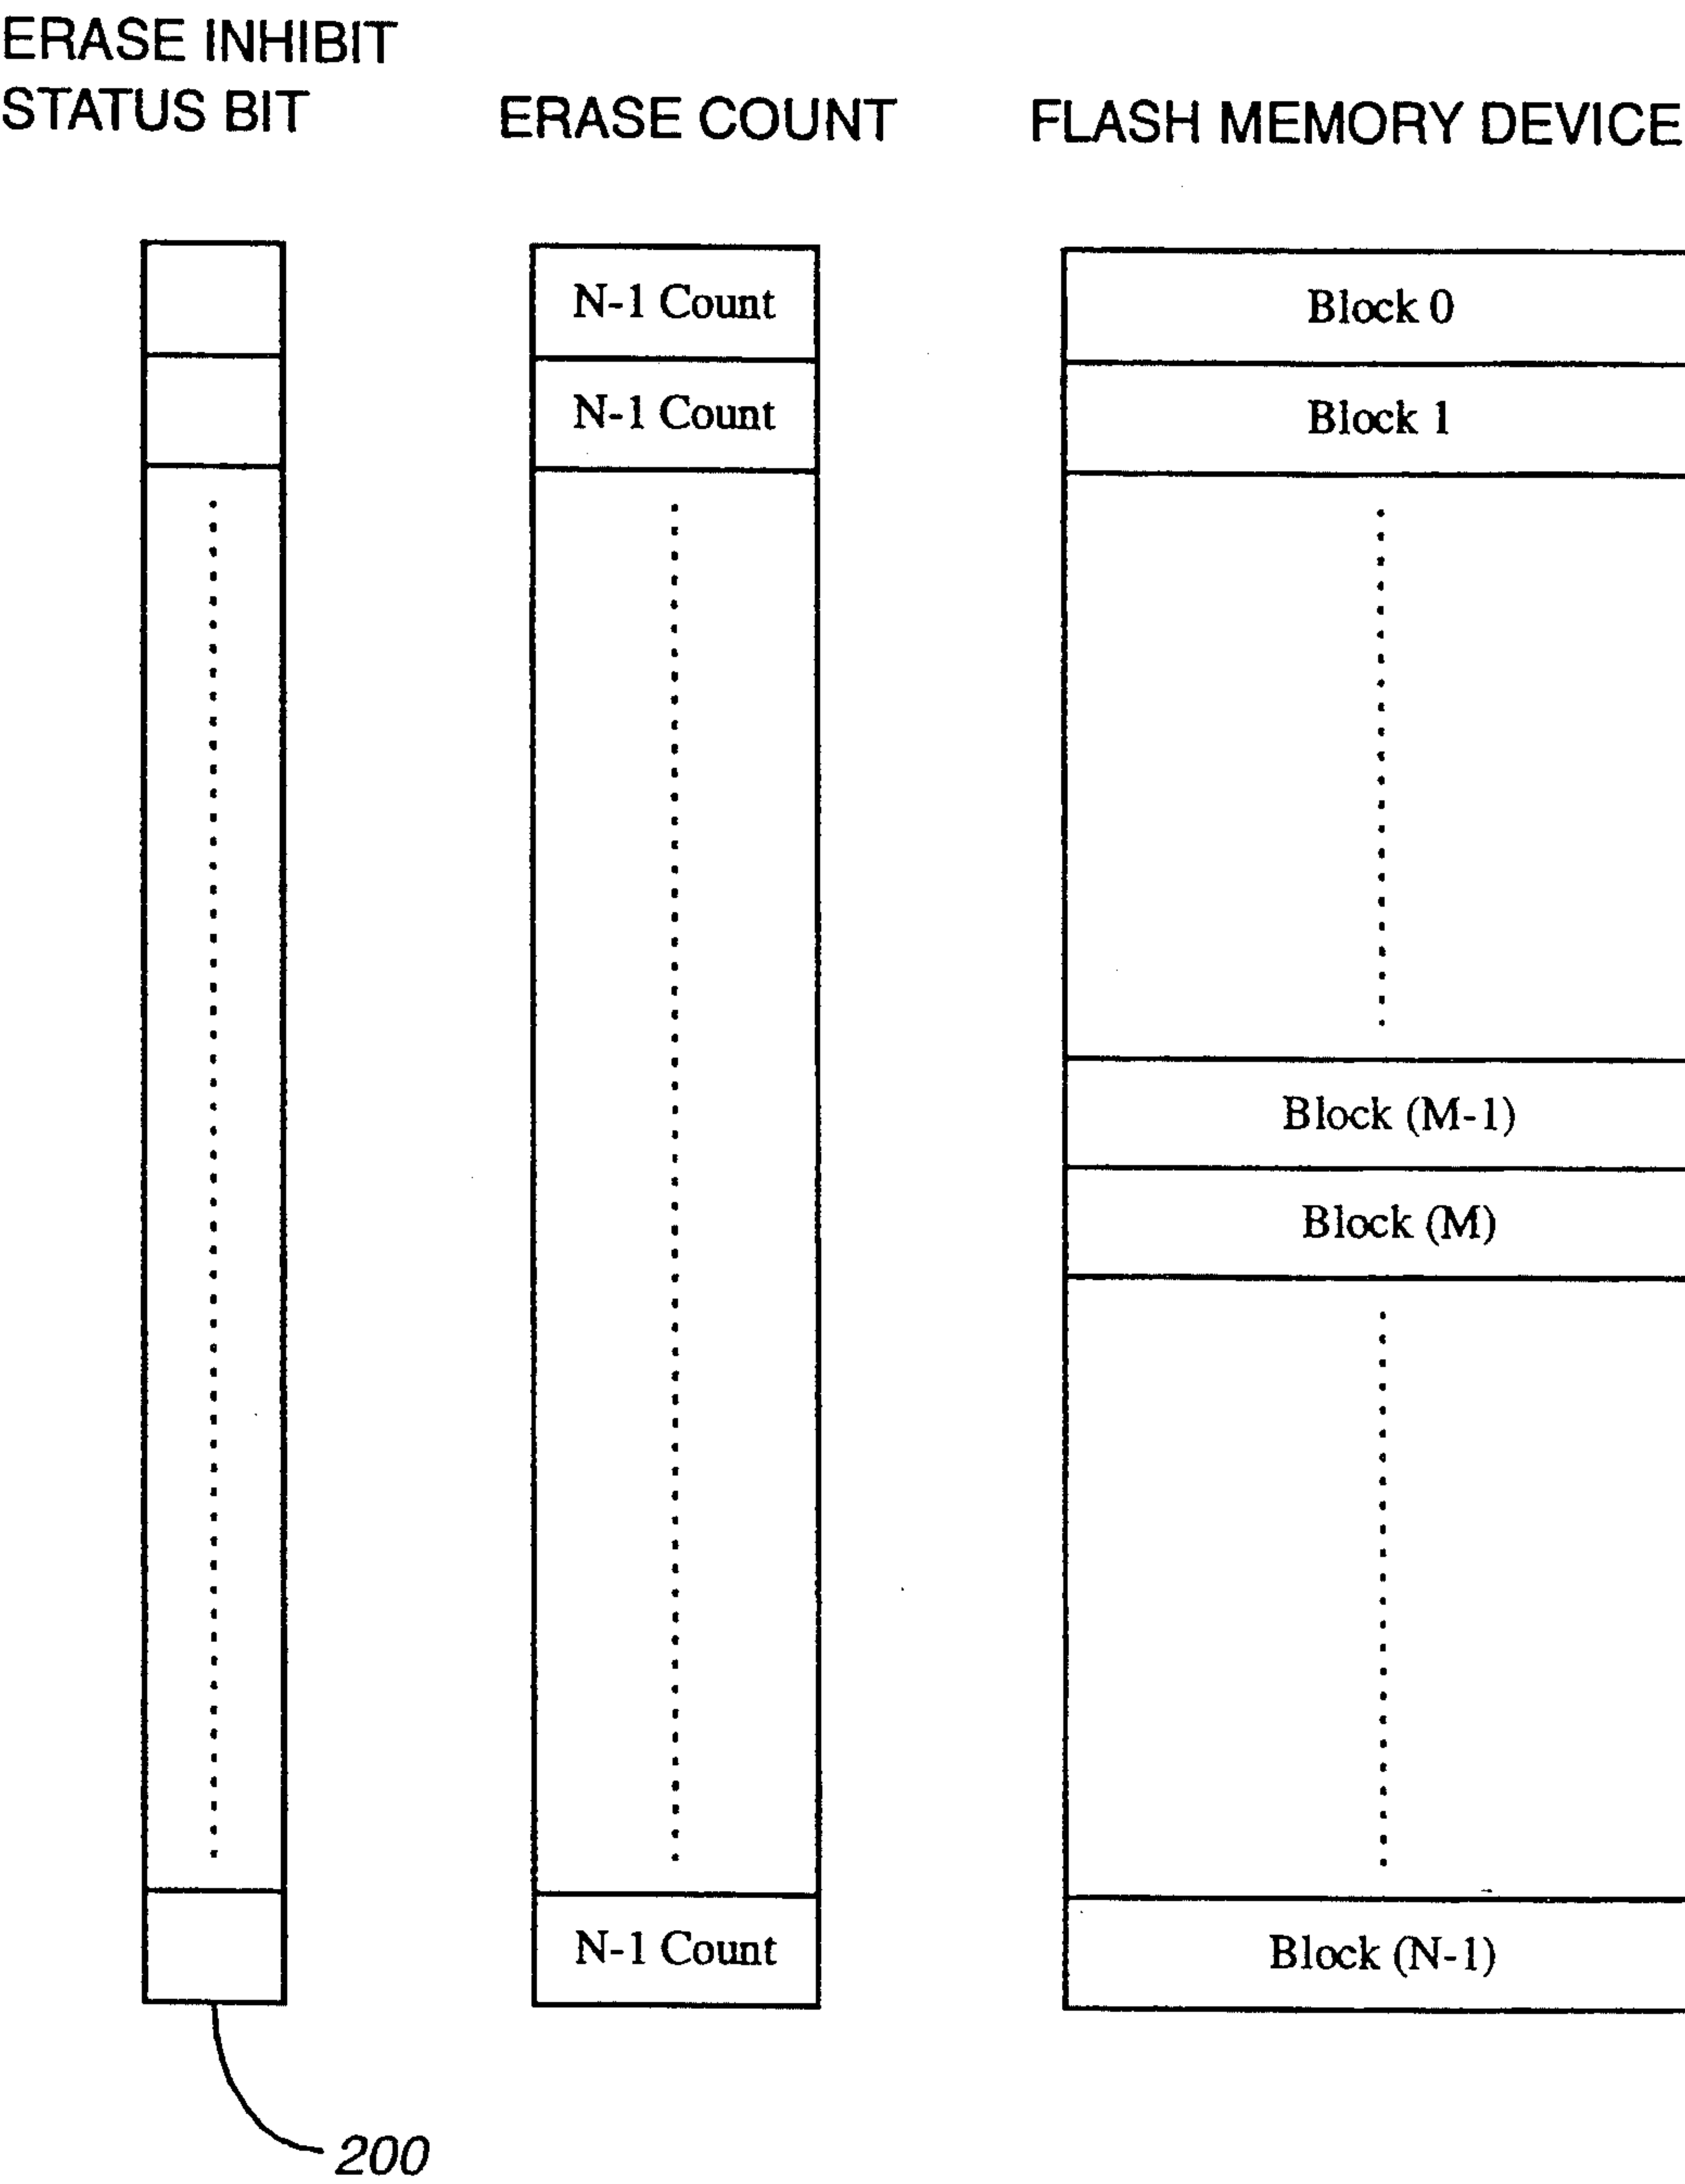 ERASE INHIBIT
STATUS BIT
ERASE COUNT
FLASH MEMORY DEVICE
N-1 Count
Block 0
N-1 Count
Block 1
Block (M-1)
Block (M)
N-1 Count
Block (N-1)
200